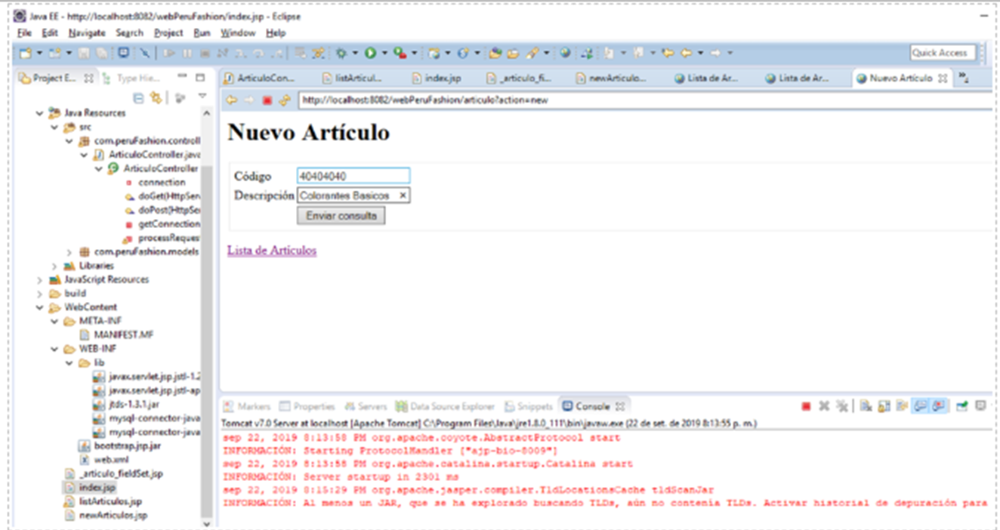 Java EE - http://localhost:8082/webPeruFashion/index.jsp - Eclipse
File Edit Navigate Search Project Run Window Help
Quick Access
Project E... Type Hie...
ArticuloCon... listArticul... index.jsp _articulo_fi... newArticulo... Lista de Ar... Lista de Ar... Nuevo Artículo
http://localhost:8082/webPeruFashion/articulo?action=new
Java Resources
src
com.peruFashion.controll
ArticuloController.java
ArticuloController
connection
doGet(HttpSer
doPost(HttpSe
getConnection
processReques
com.peruFashion.models
Libraries
JavaScript Resources
build
WebContent
META-INF
MANIFEST.MF
WEB-INF
lib
javax.servlet.jsp.jstl-1.2
javax.servlet.jsp.jstl-ap
jtds-1.3.1.jar
mysql-connector-java
mysql-connector-java
bootstrap.jsp.jar
web.xml
_articulo_fieldSet.jsp
index.jsp
listArticulos.jsp
newArticulos.jsp
Nuevo Artículo
Código 40404040
Descripción Colorantes Basicos ×
Enviar consulta
Lista de Artículos
Markers Properties Servers Data Source Explorer Snippets Console
Tomcat v7.0 Server at localhost [Apache Tomcat] C:\Program Files\Java\jre1.8.0_111\bin\javaw.exe (22 de set. de 2019 8:13:55 p. m.)
sep 22, 2019 8:13:58 PM org.apache.coyote.AbstractProtocol start
INFORMACIÓN: Starting ProtocolHandler ["ajp-bio-8009"]
sep 22, 2019 8:13:58 PM org.apache.catalina.startup.Catalina start
INFORMACIÓN: Server startup in 2301 ms
sep 22, 2019 8:15:29 PM org.apache.jasper.compiler.TldLocationsCache tldScanJar
INFORMACIÓN: Al menos un JAR, que se ha explorado buscando TLDs, aún no contenía TLDs. Activar historial de depuración para